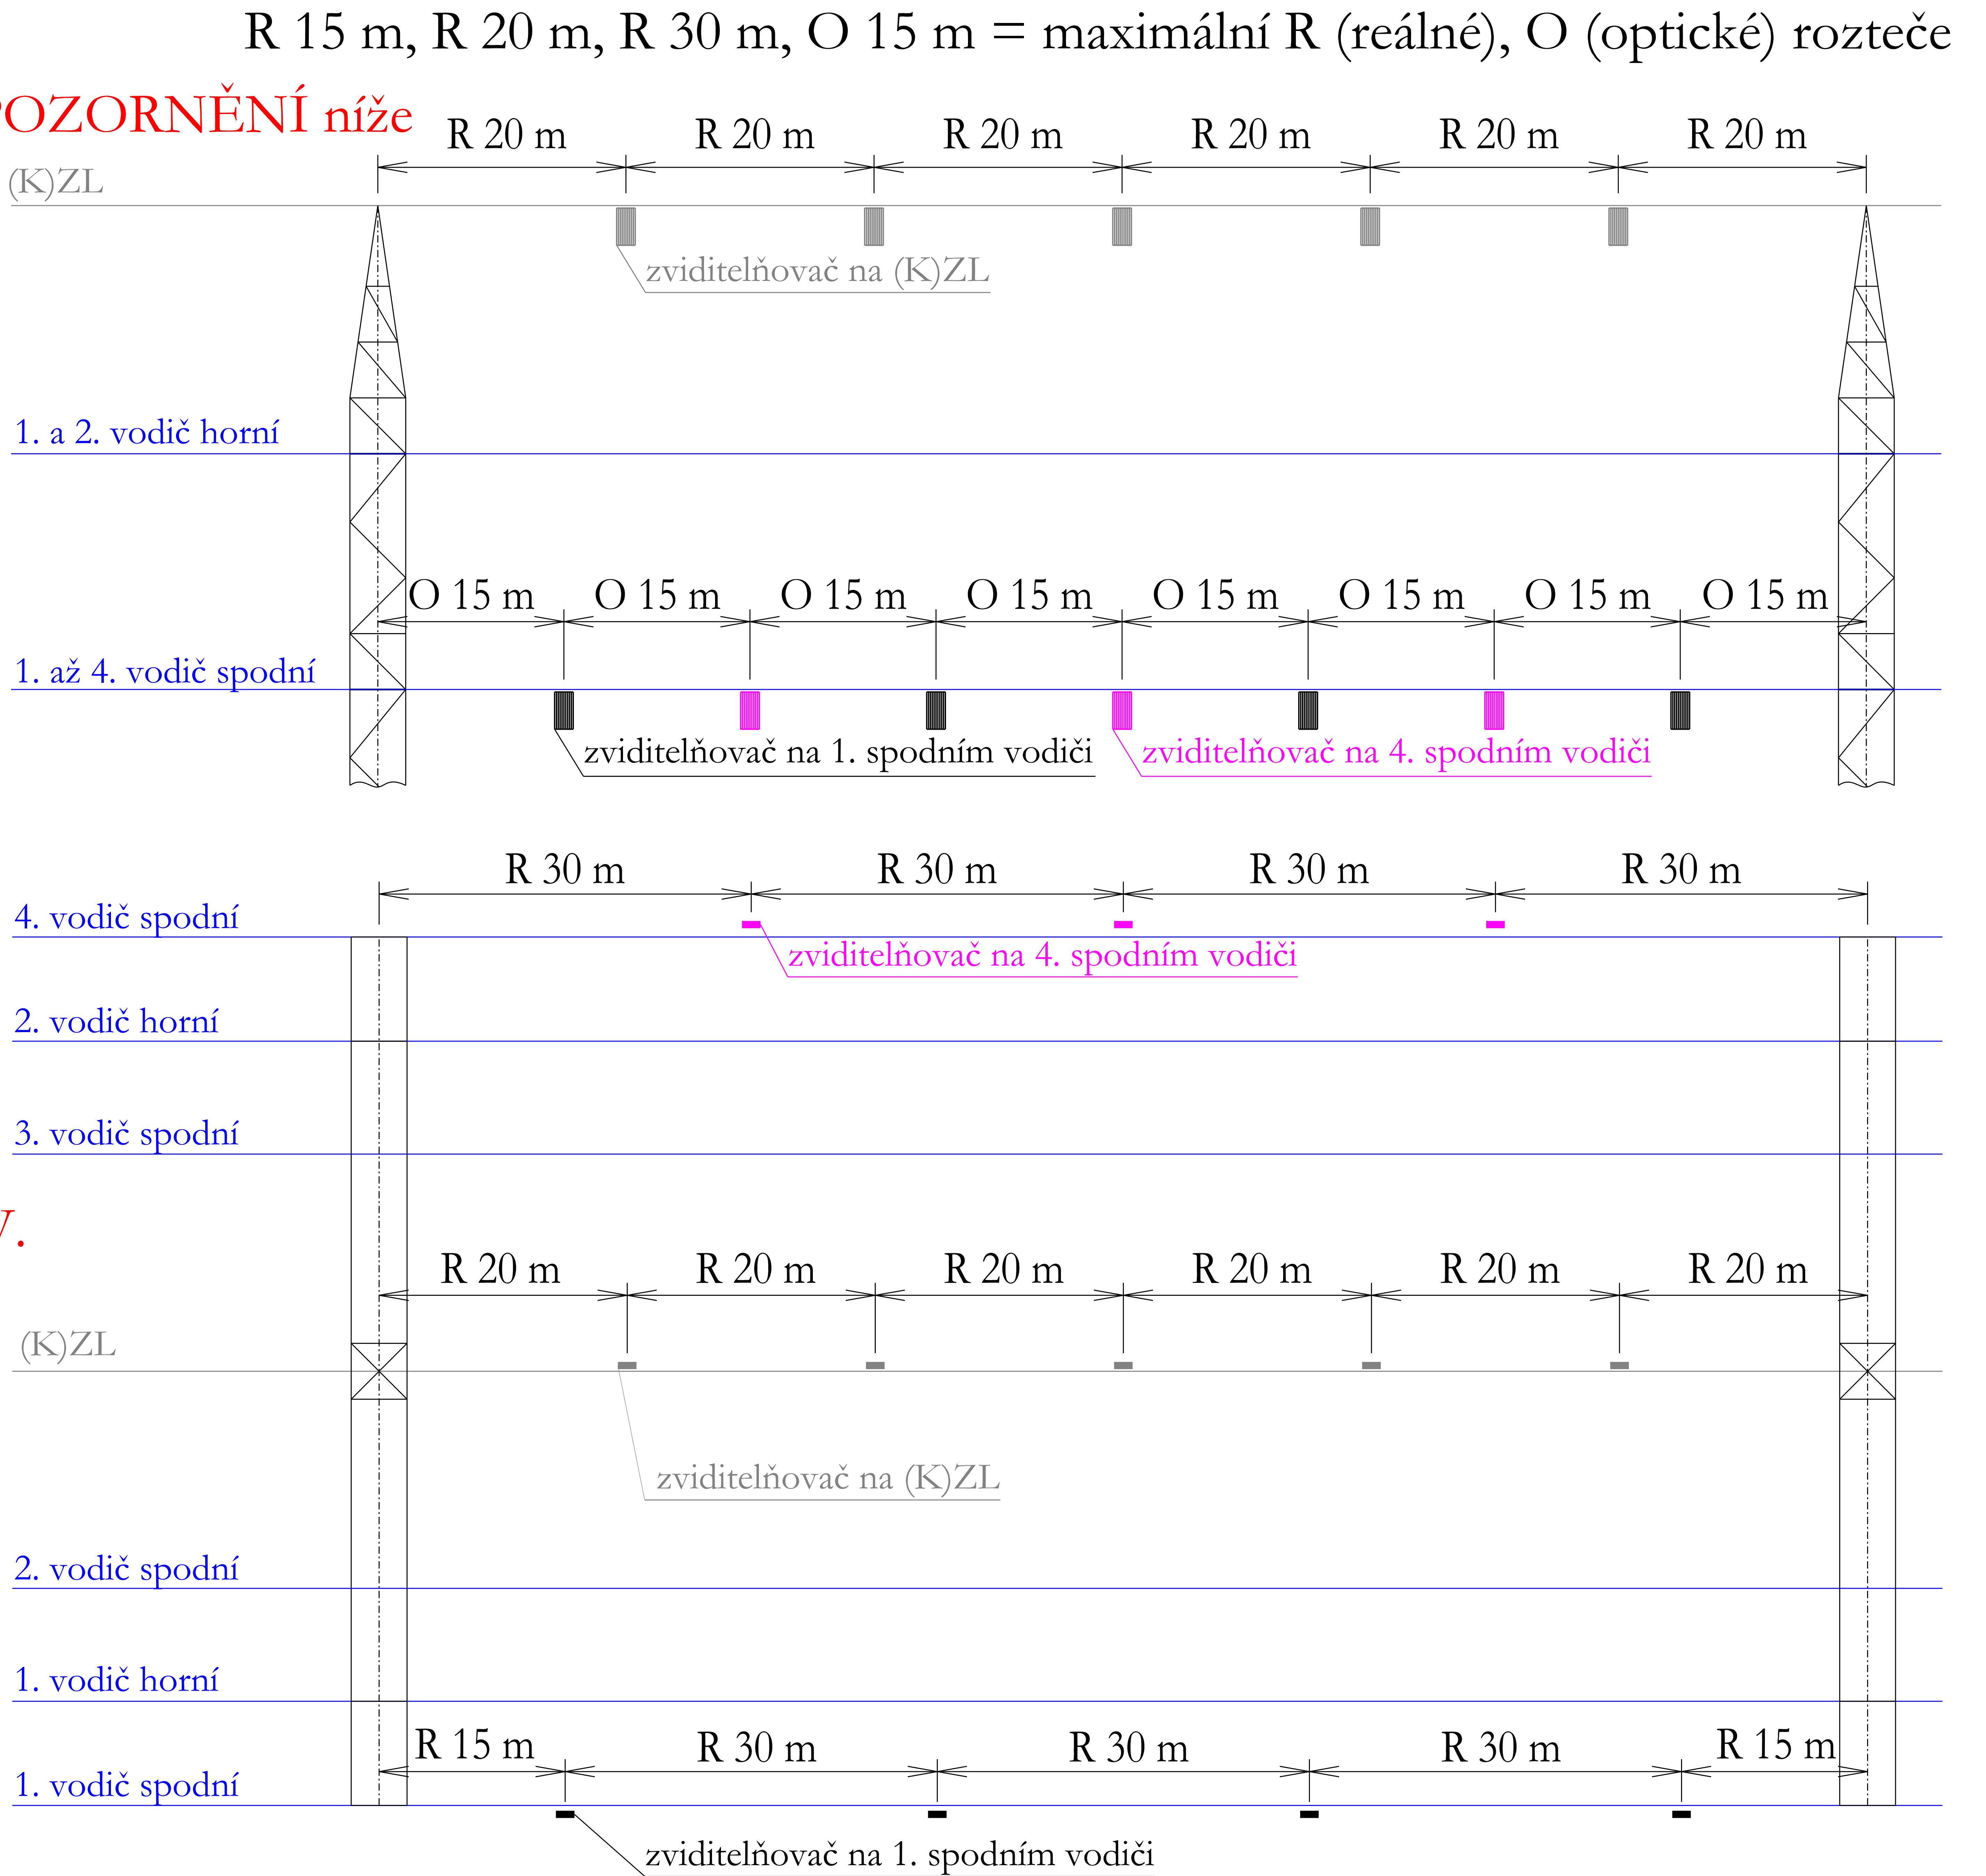 R 15 m, R 20 m, R 30 m, O 15 m = maximální R (reálné), O (optické) rozteče
POZORNĚNÍ níže
R 20 m R 20 m R 20 m R 20 m R 20 m R 20 m
(K)ZL
zviditelňovač na (K)ZL
1. a 2. vodič horní
O 15 m O 15 m O 15 m O 15 m O 15 m O 15 m O 15 m O 15 m
1. až 4. vodič spodní
zviditelňovač na 1. spodním vodiči zviditelňovač na 4. spodním vodiči
R 30 m R 30 m R 30 m R 30 m
4. vodič spodní
zviditelňovač na 4. spodním vodiči
2. vodič horní
3. vodič spodní
R 20 m R 20 m R 20 m R 20 m R 20 m R 20 m
(K)ZL
zviditelňovač na (K)ZL
2. vodič spodní
1. vodič horní
R 15 m R 30 m R 30 m R 30 m R 15 m
1. vodič spodní
zviditelňovač na 1. spodním vodiči